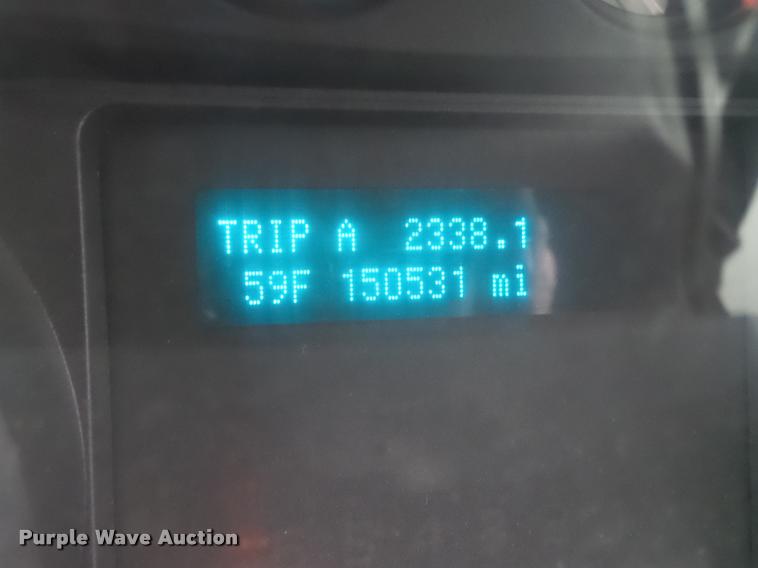 TRIP A 2338.1
59F 150531 mi
Purple Wave Auction